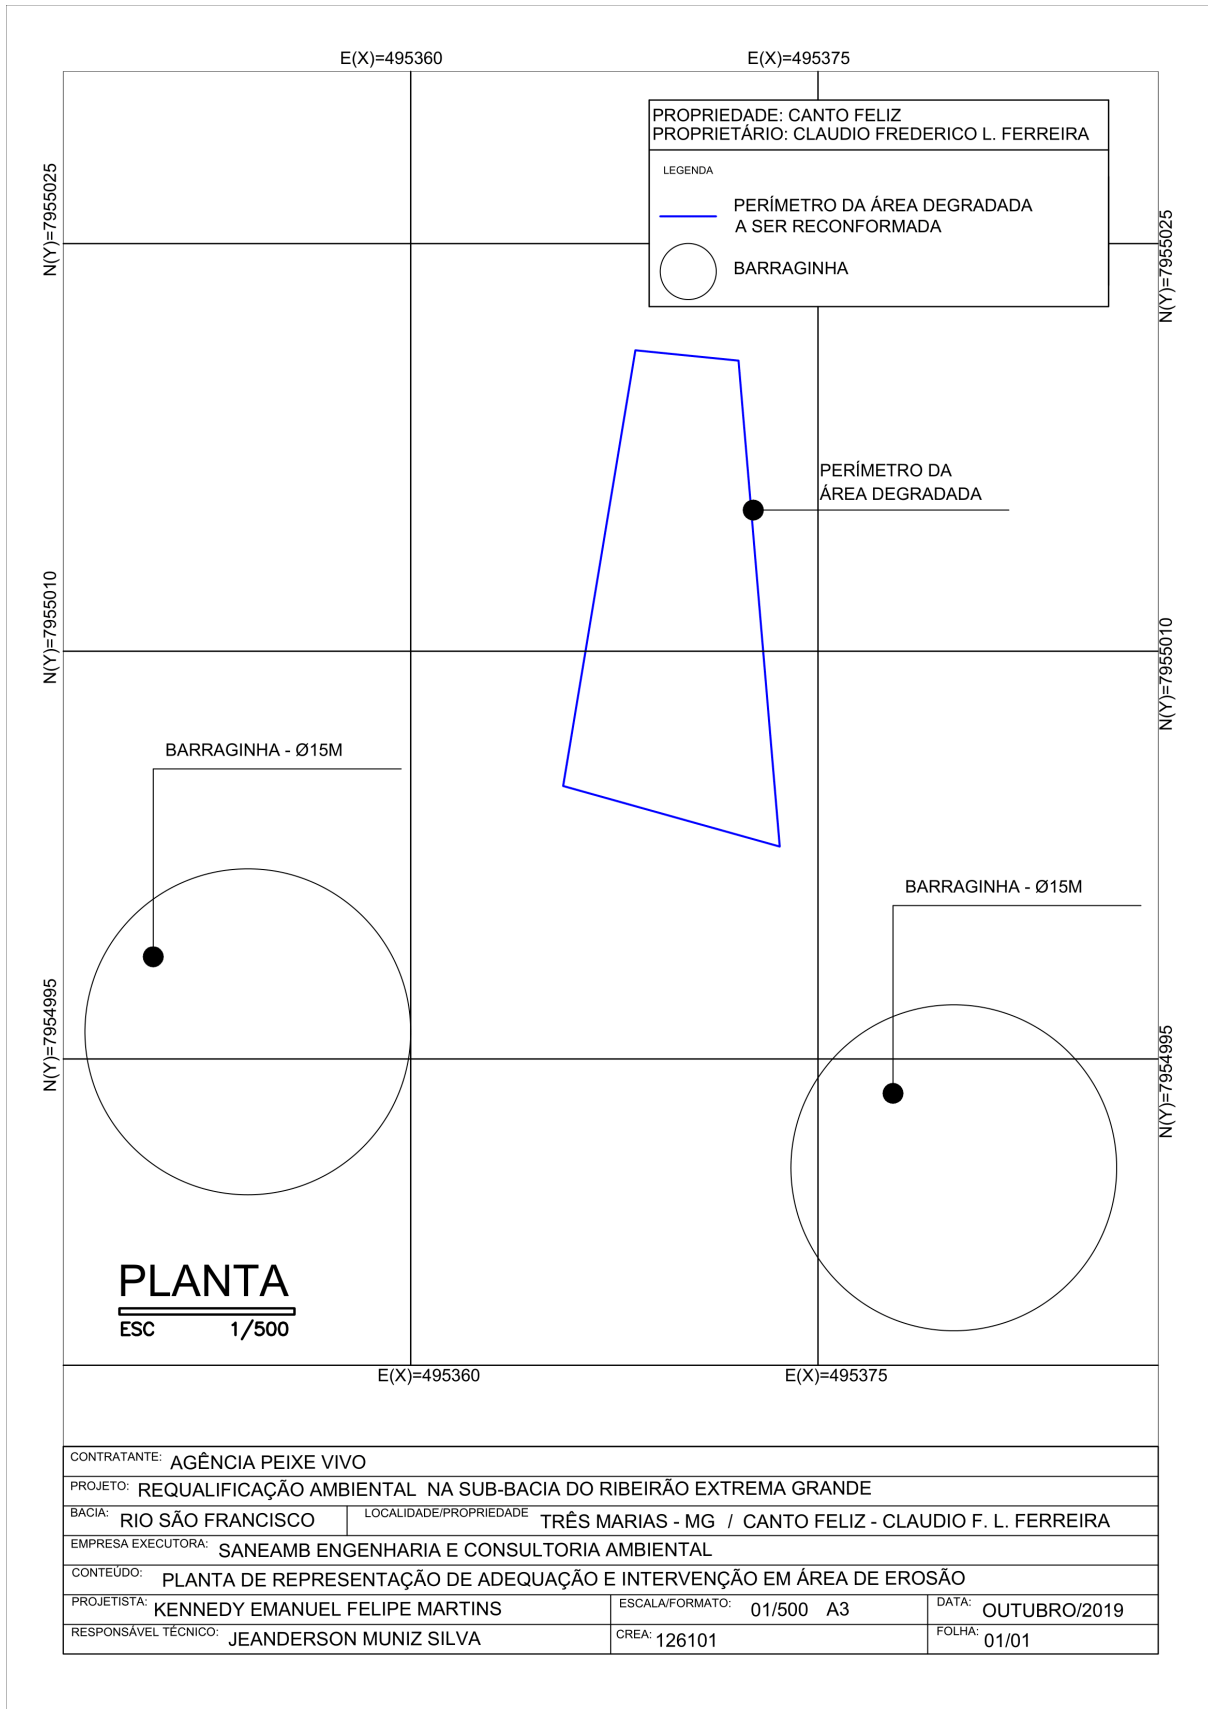 E(X)=495360
E(X)=495375
PROPRIEDADE: CANTO FELIZ
PROPRIETÁRIO: CLAUDIO FREDERICO L. FERREIRA
LEGENDA
PERÍMETRO DA ÁREA DEGRADADA
A SER RECONFORMADA
BARRAGINHA
N(Y)=7955025
N(Y)=7955025
PERÍMETRO DA
ÁREA DEGRADADA
N(Y)=7955010
N(Y)=7955010
BARRAGINHA - Ø15M
BARRAGINHA - Ø15M
N(Y)=7954995
N(Y)=7954995
PLANTA
ESC 1/500
E(X)=495360
E(X)=495375
CONTRATANTE: AGÊNCIA PEIXE VIVO
PROJETO: REQUALIFICAÇÃO AMBIENTAL NA SUB-BACIA DO RIBEIRÃO EXTREMA GRANDE
BACIA: RIO SÃO FRANCISCO LOCALIDADE/PROPRIEDADE TRÊS MARIAS - MG / CANTO FELIZ - CLAUDIO F. L. FERREIRA
EMPRESA EXECUTORA: SANEAMB ENGENHARIA E CONSULTORIA AMBIENTAL
CONTEÚDO: PLANTA DE REPRESENTAÇÃO DE ADEQUAÇÃO E INTERVENÇÃO EM ÁREA DE EROSÃO
PROJETISTA: KENNEDY EMANUEL FELIPE MARTINS ESCALA/FORMATO: 01/500 A3 DATA: OUTUBRO/2019
RESPONSÁVEL TÉCNICO: JEANDERSON MUNIZ SILVA CREA: 126101 FOLHA: 01/01